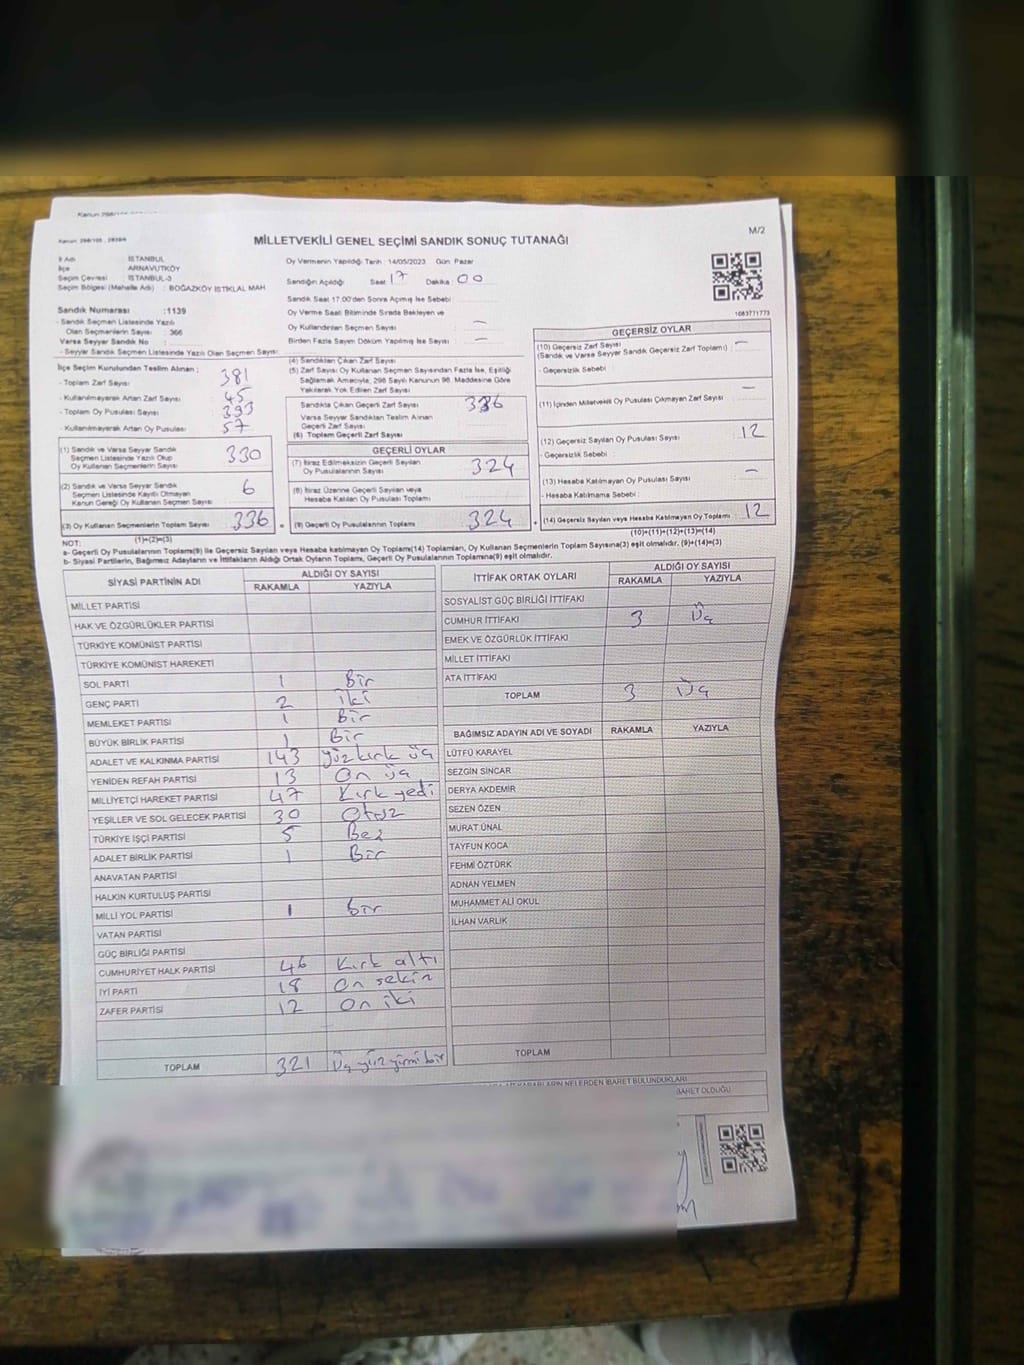 Kanun 298/105
Kanun: 298/105 , 2839/4
M/2
MİLLETVEKİLİ GENEL SEÇİMİ SANDIK SONUÇ TUTANAĞI
İl Adı : İSTANBUL
İlçe : ARNAVUTKÖY
Seçim Çevresi : İSTANBUL-3
Seçim Bölgesi (Mahalle Adı) : BOĞAZKÖY İSTİKLAL MAH
Sandık Numarası :1139
- Sandık Seçmen Listesinde Yazılı
Olan Seçmenlerin Sayısı : 366
Varsa Seyyar Sandık No :
- Seyyar Sandık Seçmen Listesinde Yazılı Olan Seçmen Sayısı:
İlçe Seçim Kurulundan Teslim Alınan :
- Toplam Zarf Sayısı : 381
- Kullanılmayarak Artan Zarf Sayısı : 45
- Toplam Oy Pusulası Sayısı : 393
- Kullanılmayarak Artan Oy Pusulası : 57
(1) Sandık ve Varsa Seyyar Sandık
Seçmen Listesinde Yazılı Olup
Oy Kullanan Seçmenlerin Sayısı : 330
(2) Sandık ve Varsa Seyyar Sandık
Seçmen Listesinde Kayıtlı Olmayan
Kanun Gereği Oy Kullanan Seçmen Sayısı : 6
(3) Oy Kullanan Seçmenlerin Toplam Sayısı : 336
(1)+(2)=(3)
Oy Vermenin Yapıldığı Tarih : 14/05/2023 Gün: Pazar
Sandığın Açıldığı Saat 17 Dakika 00
Sandık Saat 17.00'den Sonra Açılmış İse Sebebi :
Oy Verme Saati Bitiminde Sırada Bekleyen ve
Oy Kullandırılan Seçmen Sayısı : —
Birden Fazla Sayım Döküm Yapılmış İse Sayısı : —
(4) Sandıktan Çıkan Zarf Sayısı
(5) Zarf Sayısı Oy Kullanan Seçmen Sayısından Fazla İse, Eşitliği
Sağlamak Amacıyla, 298 Sayılı Kanunun 98. Maddesine Göre
Yakılarak Yok Edilen Zarf Sayısı
Sandıkta Çıkan Geçerli Zarf Sayısı : 336
Varsa Seyyar Sandıktan Teslim Alınan
Geçerli Zarf Sayısı
(6) Toplam Geçerli Zarf Sayısı
GEÇERLİ OYLAR
(7) İtiraz Edilmeksizin Geçerli Sayılan
Oy Pusulalarının Sayısı : 324
(8) İtiraz Üzerine Geçerli Sayılan veya
Hesaba Katılan Oy Pusulası Toplamı :
= (9) Geçerli Oy Pusulalarının Toplamı : 324
1083771773
GEÇERSİZ OYLAR
(10) Geçersiz Zarf Sayısı : —
(Sandık ve Varsa Seyyar Sandık Geçersiz Zarf Toplamı)
- Geçersizlik Sebebi
(11) İçinden Milletvekili Oy Pusulası Çıkmayan Zarf Sayısı : —
(12) Geçersiz Sayılan Oy Pusulası Sayısı : 12
- Geçersizlik Sebebi :
(13) Hesaba Katılmayan Oy Pusulası Sayısı : —
- Hesaba Katılmama Sebebi :
+ (14) Geçersiz Sayılan veya Hesaba Katılmayan Oy Toplamı : 12
(10)+(11)+(12)+(13)=(14)
NOT:
a- Geçerli Oy Pusulalarının Toplamı(9) ile Geçersiz Sayılan veya Hesaba katılmayan Oy Toplam(14) Toplamları, Oy Kullanan Seçmenlerin Toplam Sayısına(3) eşit olmalıdır. (9)+(14)=(3)
b- Siyasi Partilerin, Bağımsız Adayların ve İttifakların Aldığı Ortak Oyların Toplamı, Geçerli Oy Pusulalarının Toplamına(9) eşit olmalıdır.
SİYASİ PARTİNİN ADI ALDIĞI OY SAYISI
RAKAMLA YAZIYLA
MİLLET PARTİSİ
HAK VE ÖZGÜRLÜKLER PARTİSİ
TÜRKİYE KOMÜNİST PARTİSİ
TÜRKİYE KOMÜNİST HAREKETİ
SOL PARTİ 1 Bir
GENÇ PARTİ 2 iki
MEMLEKET PARTİSİ 1 Bir
BÜYÜK BİRLİK PARTİSİ 1 Bir
ADALET VE KALKINMA PARTİSİ 143 yüzkırk üç
YENİDEN REFAH PARTİSİ 13 On üç
MİLLİYETÇİ HAREKET PARTİSİ 47 Kırk yedi
YEŞİLLER VE SOL GELECEK PARTİSİ 30 Otuz
TÜRKİYE İŞÇİ PARTİSİ 5 Beş
ADALET BİRLİK PARTİSİ 1 Bir
ANAVATAN PARTİSİ
HALKIN KURTULUŞ PARTİSİ
MİLLİ YOL PARTİSİ 1 Bir
VATAN PARTİSİ
GÜÇ BİRLİĞİ PARTİSİ
CUMHURİYET HALK PARTİSİ 46 Kırk altı
İYİ PARTİ 18 On sekiz
ZAFER PARTİSİ 12 On iki
TOPLAM 321 üç yüz yirmi bir
İTTİFAK ORTAK OYLARI ALDIĞI OY SAYISI
RAKAMLA YAZIYLA
SOSYALİST GÜÇ BİRLİĞİ İTTİFAKI
CUMHUR İTTİFAKI 3 Üç
EMEK VE ÖZGÜRLÜK İTTİFAKI
MİLLET İTTİFAKI
ATA İTTİFAKI
TOPLAM 3 Üç
BAĞIMSIZ ADAYIN ADI VE SOYADI RAKAMLA YAZIYLA
LÜTFÜ KARAYEL
SEZGİN SİNCAR
DERYA AKDEMİR
SEZEN ÖZEN
MURAT ÜNAL
TAYFUN KOCA
FEHMİ ÖZTÜRK
ADNAN YELMEN
MUHAMMET ALİ OKUL
İLHAN VARLIK
TOPLAM
KARARLARIN NELERDEN İBARET BULUNDUKLARI
İBARET OLDUĞU